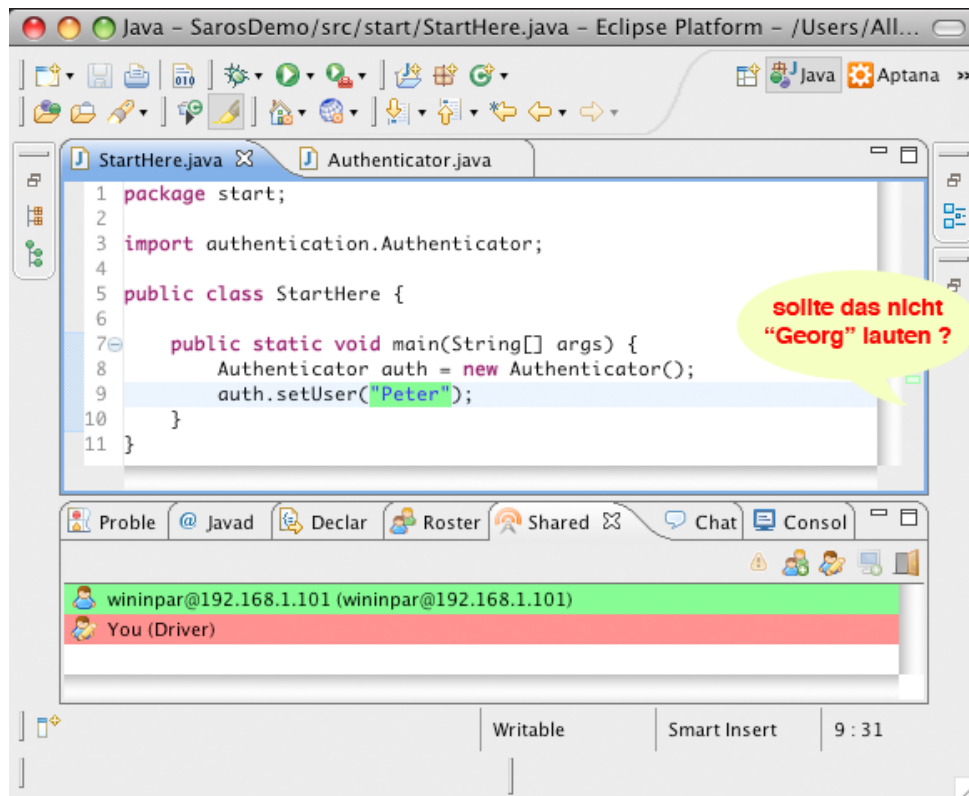 Java – SarosDemo/src/start/StartHere.java – Eclipse Platform – /Users/All...
010
Java
Aptana
»
StartHere.java
Authenticator.java
1 package start;
2
3 import authentication.Authenticator;
4
5 public class StartHere {
6
7 public static void main(String[] args) {
8 Authenticator auth = new Authenticator();
9 auth.setUser("Peter");
10 }
11 }
sollte das nicht
“Georg” lauten ?
Proble
@ Javad
Declar
Roster
Shared
Chat
Consol
wininpar@192.168.1.101 (wininpar@192.168.1.101)
You (Driver)
Writable
Smart Insert
9 : 31